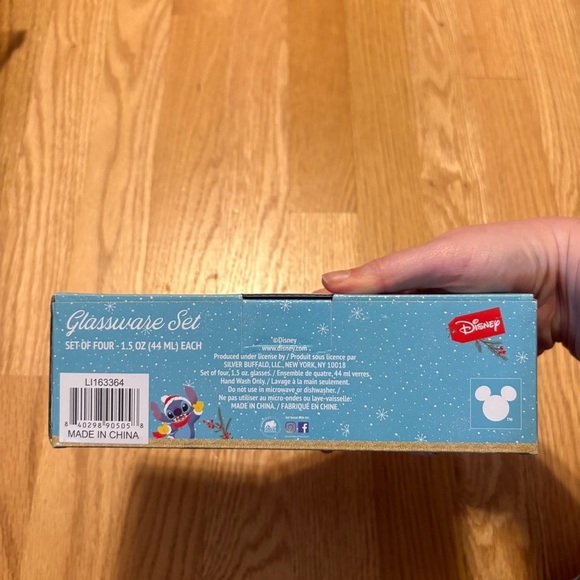 Glassware Set
SET OF FOUR - 1.5 OZ (44 ML) EACH
LI163364
8 40298 90505 8
MADE IN CHINA
©Disney
www.disney.com
Produced under license by / Produit sous licence par
SILVER BUFFALO, LLC., NEW YORK, NY 10018
Set of four, 1.5 oz. glasses. / Ensemble de quatre, 44 ml verres.
Hand Wash Only. / Lavage à la main seulement.
Do not use in microwave or dishwasher. /
Ne pas utiliser au micro-ondes ou lave-vaisselle.
MADE IN CHINA. / FABRIQUÉ EN CHINE.
DISNEY